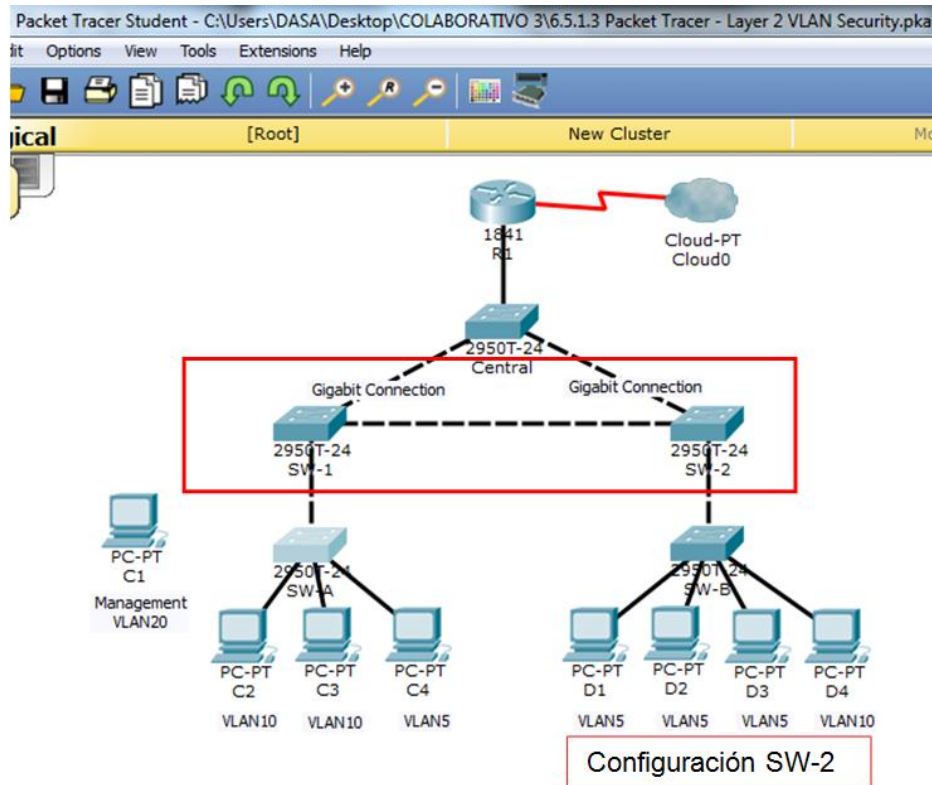 Packet Tracer Student - C:\Users\DASA\Desktop\COLABORATIVO 3\6.5.1.3 Packet Tracer - Layer 2 VLAN Security.pka
dit Options View Tools Extensions Help
gical [Root] New Cluster Mo
1841
R1
Cloud-PT
Cloud0
2950T-24
Central
Gigabit Connection
Gigabit Connection
2950T-24
SW-1
2950T-24
SW-2
PC-PT
C1
Management
VLAN20
2950T-24
SW-A
2950T-24
SW-B
PC-PT
C2
VLAN10
PC-PT
C3
VLAN10
PC-PT
C4
VLAN5
PC-PT
D1
VLAN5
PC-PT
D2
VLAN5
PC-PT
D3
VLAN5
PC-PT
D4
VLAN10
Configuración SW-2